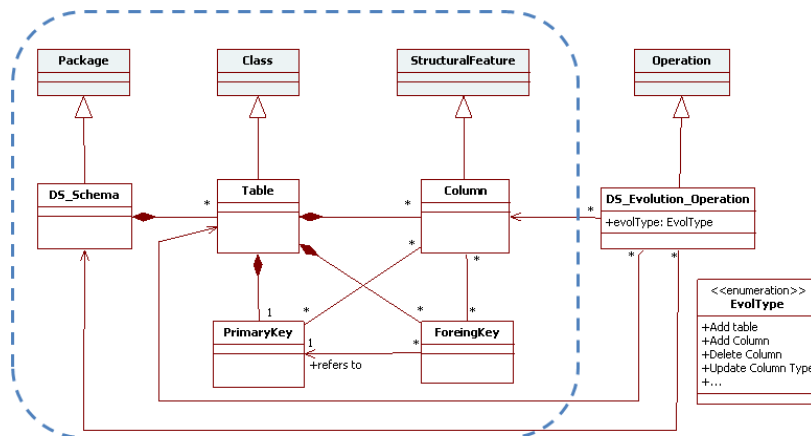 Package
Class
StructuralFeature
Operation
DS_Schema
*
Table
*
Column
*
DS_Evolution_Operation
+evolType: EvolType
*
*
*
*
*
1
*
*
PrimaryKey
1
ForeingKey
*
+refers to
<<enumeration>>
EvolType
+Add table
+Add Column
+Delete Column
+Update Column Type
+...